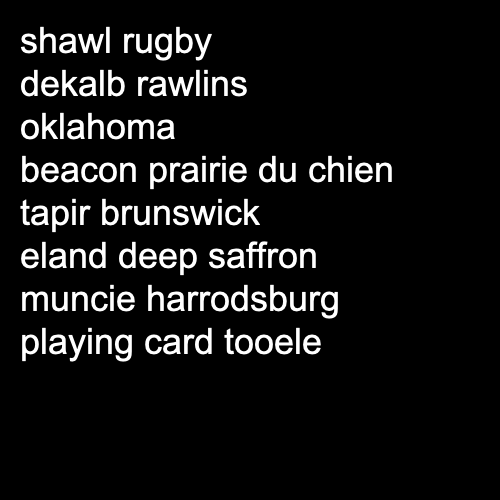 shawl rugby
dekalb rawlins
oklahoma
beacon prairie du chien
tapir brunswick
eland deep saffron
muncie harrodsburg
playing card tooele